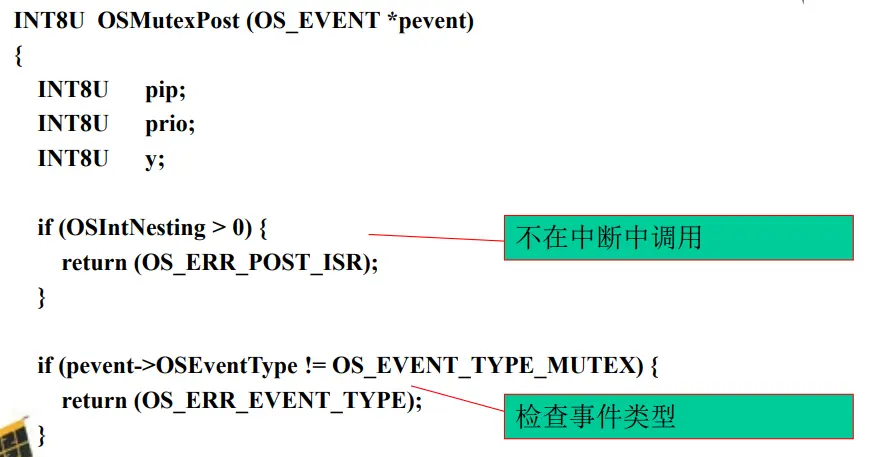 INT8U OSMutexPost (OS_EVENT *pevent)
{
INT8U pip;
INT8U prio;
INT8U y;
if (OSIntNesting > 0) {
不在中断中调用
return (OS_ERR_POST_ISR);
}
if (pevent->OSEventType != OS_EVENT_TYPE_MUTEX) {
return (OS_ERR_EVENT_TYPE);
检查事件类型
}